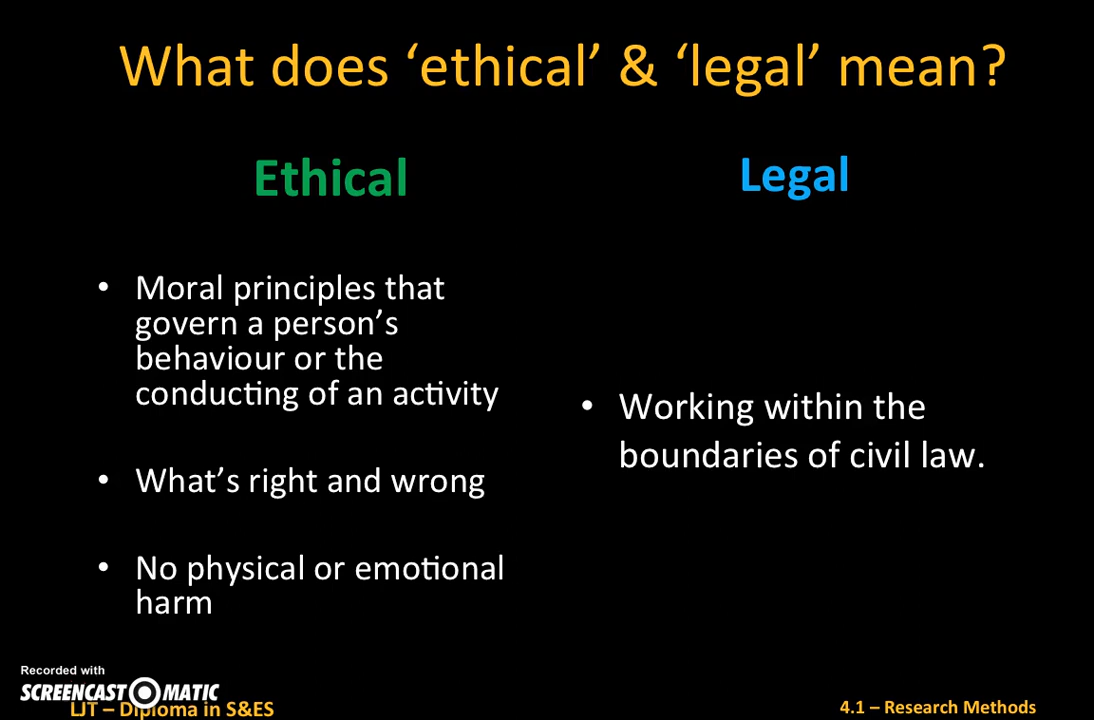 What does ‘ethical’ & ‘legal’ mean?
Ethical
• Moral principles that
govern a person’s
behaviour or the
conducting of an activity
• What’s right and wrong
• No physical or emotional
harm
Legal
• Working within the
boundaries of civil law.
Recorded with
SCREENCAST MATIC
LJT – Diploma in S&ES
4.1 – Research Methods